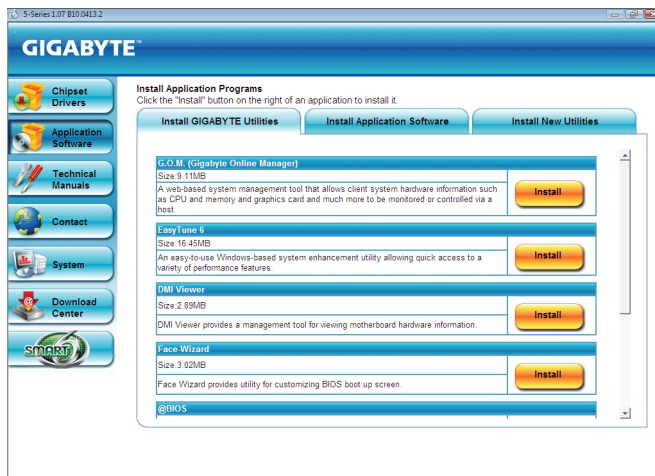 5-Series 1.07 B10.0413.2
GIGABYTE™
Chipset
Drivers
Application
Software
Technical
Manuals
Contact
System
Download
Center
SMART6
Install Application Programs
Click the "Install" button on the right of an application to install it.
Install GIGABYTE Utilities
Install Application Software
Install New Utilities
G.O.M. (Gigabyte Online Manager)
Size:9.11MB
A web-based system management tool that allows client system hardware information such
as CPU and memory and graphics card and much more to be monitored or controlled via a
host.
Install
EasyTune 6
Size:16.45MB
An easy-to-use Windows-based system enhancement utility allowing quick access to a
variety of performance features.
Install
DMI Viewer
Size:2.89MB
DMI Viewer provides a management tool for viewing motherboard hardware information.
Install
Face-Wizard
Size:3.02MB
Face Wizard provides utility for customizing BIOS boot up screen.
Install
@BIOS